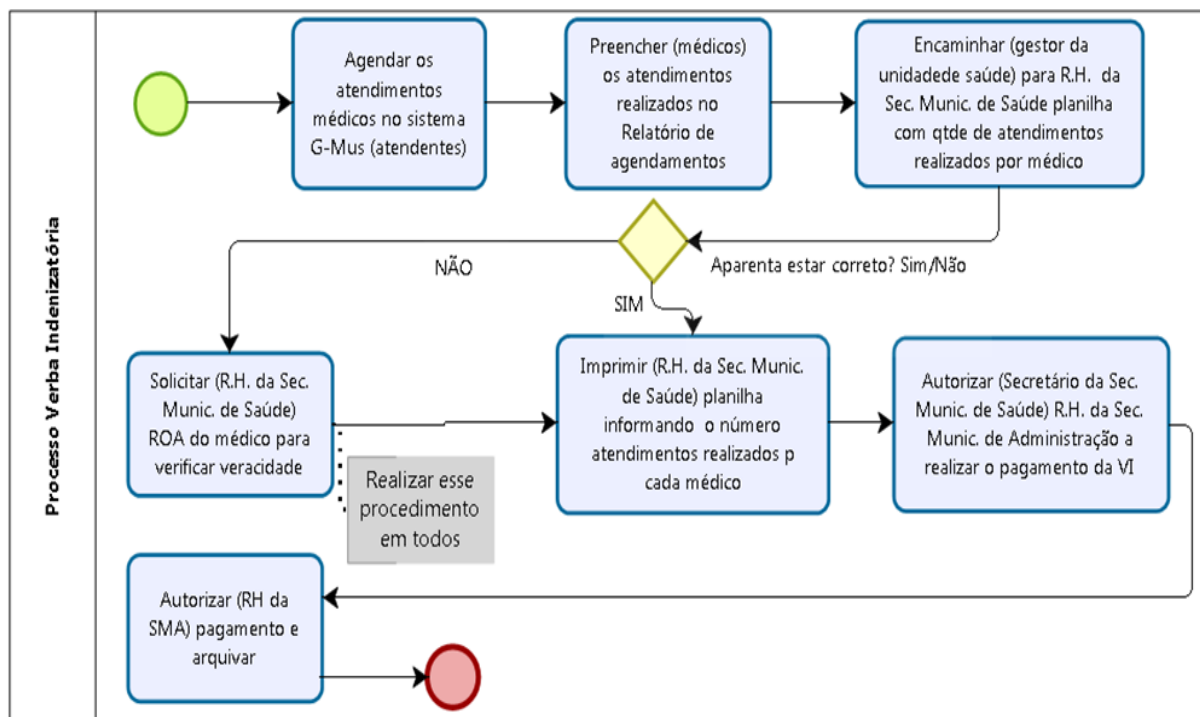 Processo Verba Indenizatória
Agendar os
atendimentos
médicos no sistema
G-Mus (atendentes)
Preencher (médicos)
os atendimentos
realizados no
Relatório de
agendamentos
Encaminhar (gestor da
unidadede saúde) para R.H. da
Sec. Munic. de Saúde planilha
com qtde de atendimentos
realizados por médico
Aparenta estar correto? Sim/Não
NÃO
SIM
Solicitar (R.H. da Sec.
Munic. de Saúde)
ROA do médico para
verificar veracidade
Realizar esse
procedimento
em todos
Imprimir (R.H. da Sec. Munic.
de Saúde) planilha
informando o número
atendimentos realizados p
cada médico
Autorizar (Secretário da Sec.
Munic. de Saúde) R.H. da Sec.
Munic. de Administração a
realizar o pagamento da VI
Autorizar (RH da
SMA) pagamento e
arquivar